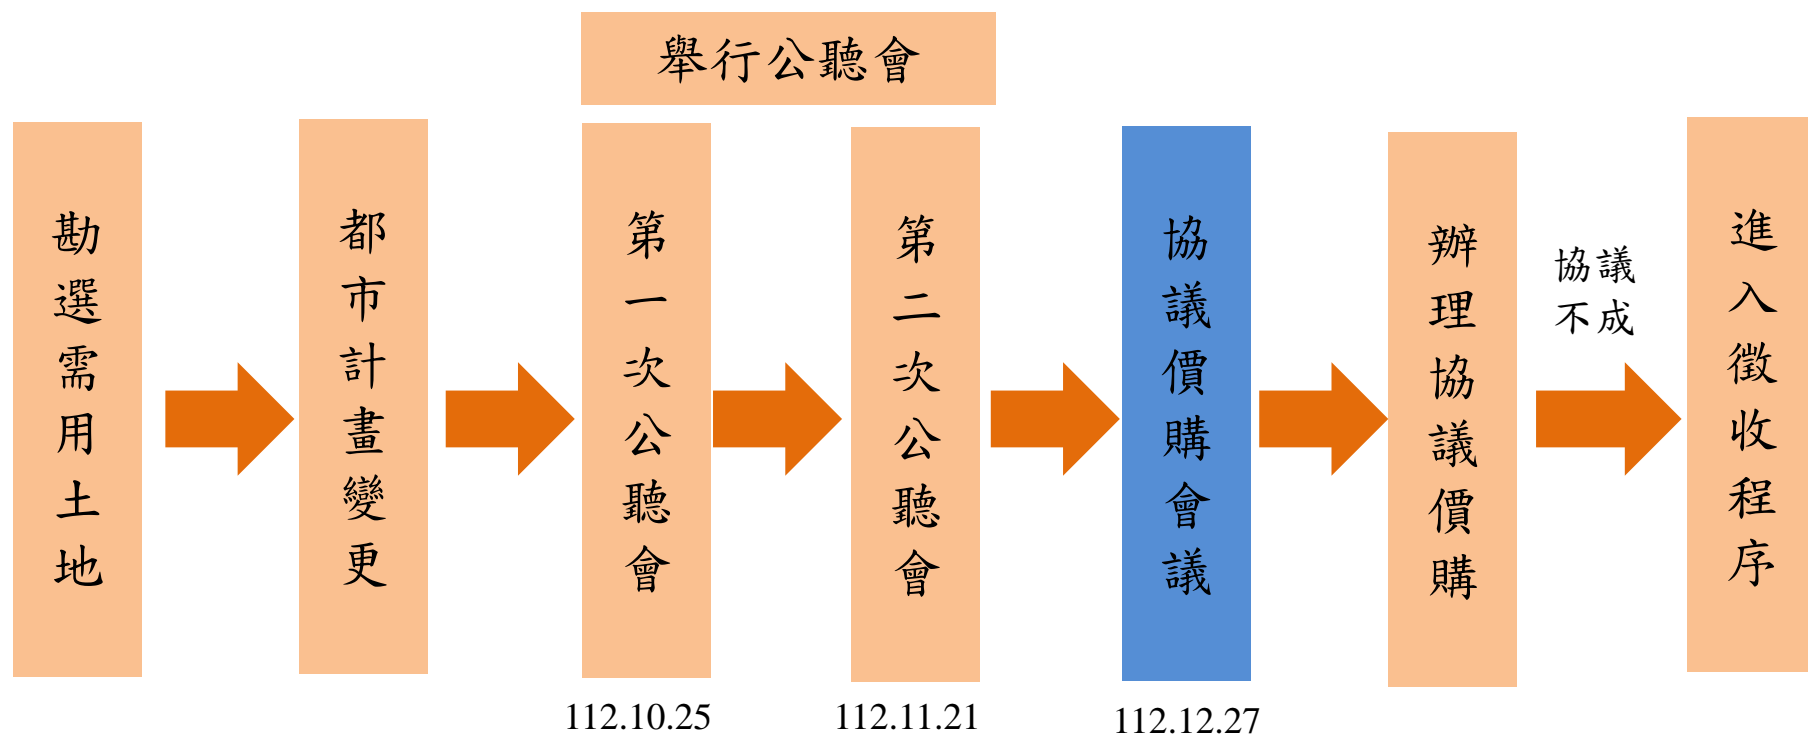 舉行公聽會
勘選需用土地
都市計畫變更
第一次公聽會
112.10.25
第二次公聽會
112.11.21
協議價購會議
112.12.27
辦理協議價購
協議
不成
進入徵收程序